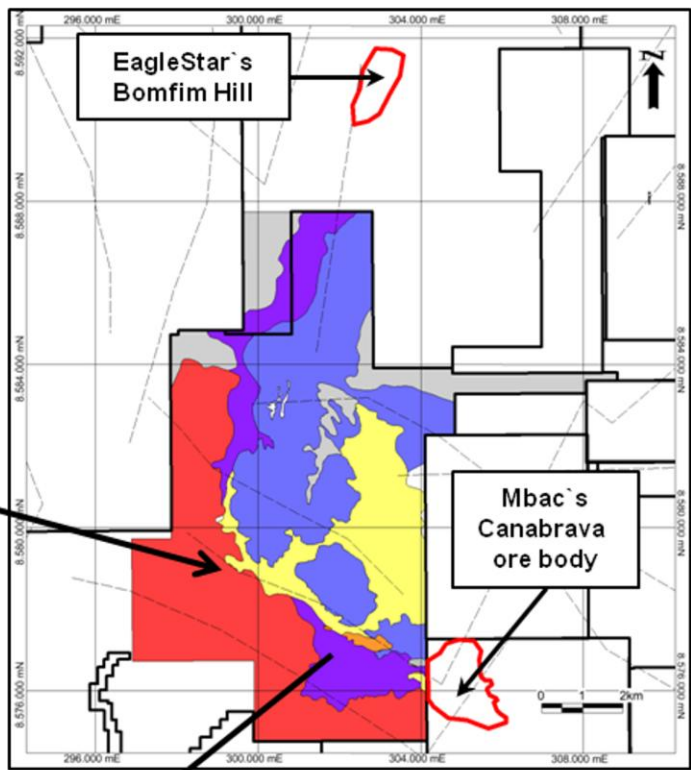 296.000 mE 300.000 mE 304.000 mE 308.000 mE
8.592.000 mN
EagleStar`s
Bomfim Hill
N
8.588.000 mN 8.588.000 mN
8.584.000 mN 8.584.000 mN
Mbac`s
Canabrava
ore body
8.580.000 mN 8.580.000 mN
8.576.000 mN 8.576.000 mN
0 1 2km
296.000 mE 300.000 mE 304.000 mE 308.000 mE